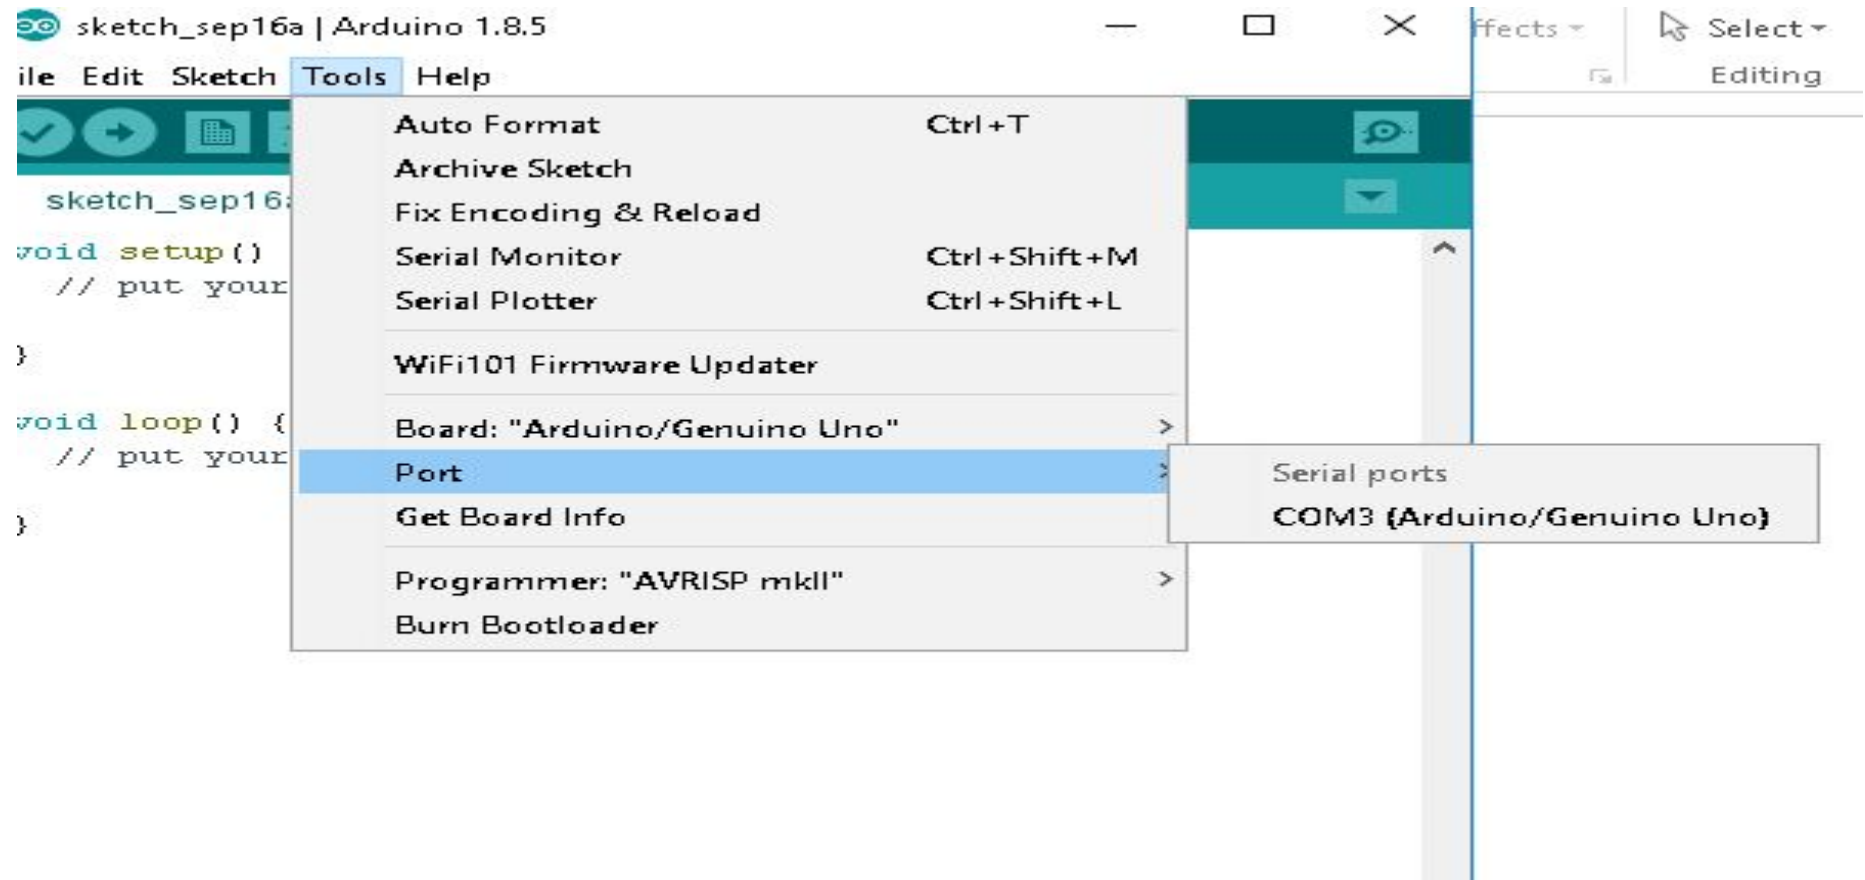 sketch_sep16a | Arduino 1.8.5
ffects
Select
ile Edit Sketch Tools Help
Editing
Auto Format Ctrl+T
Archive Sketch
sketch_sep16
Fix Encoding & Reload
void setup()
Serial Monitor Ctrl+Shift+M
// put your
Serial Plotter Ctrl+Shift+L
}
WiFi101 Firmware Updater
void loop() {
Board: "Arduino/Genuino Uno" >
// put your
Port >
Serial ports
Get Board Info
COM3 (Arduino/Genuino Uno)
}
Programmer: "AVRISP mkII" >
Burn Bootloader